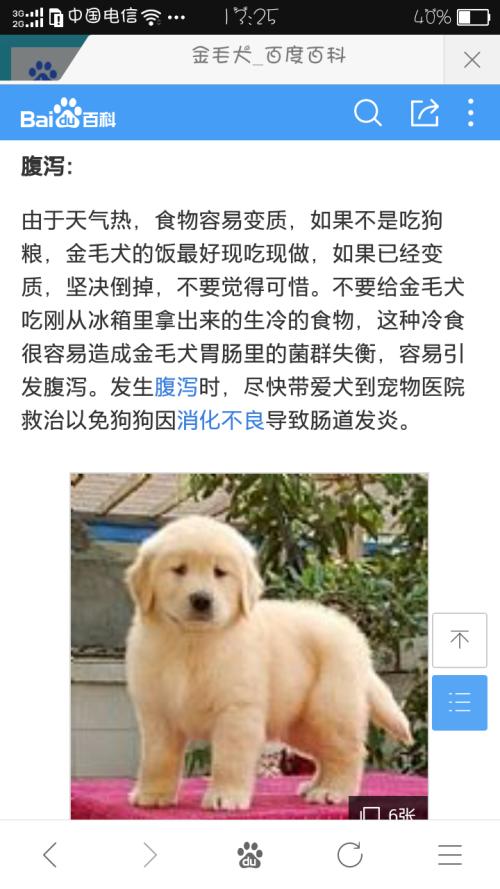 3G 2G 中国电信 ••• 13:25 40%
金毛犬_百度百科
Bai du 百科
腹泻：
由于天气热，食物容易变质，如果不是吃狗
粮，金毛犬的饭最好现吃现做，如果已经变
质，坚决倒掉，不要觉得可惜。不要给金毛犬
吃刚从冰箱里拿出来的生冷的食物，这种冷食
很容易造成金毛犬胃肠里的菌群失衡，容易引
发腹泻。发生腹泻时，尽快带爱犬到宠物医院
救治以免狗狗因消化不良导致肠道发炎。
6张
du